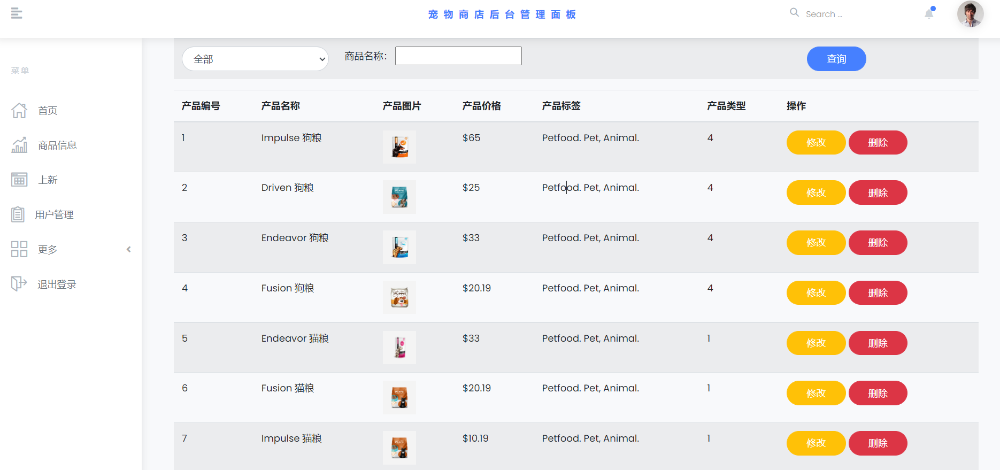 宠物商店后台管理面板
Search ...
菜单
首页
商品信息
上新
用户管理
更多
退出登录
全部 商品名称： 查询
产品编号 产品名称 产品图片 产品价格 产品标签 产品类型 操作
1 Impulse 狗粮 $65 Petfood. Pet, Animal. 4 修改 删除
2 Driven 狗粮 $25 Petfood. Pet, Animal. 4 修改 删除
3 Endeavor 狗粮 $33 Petfood. Pet, Animal. 4 修改 删除
4 Fusion 狗粮 PUPPY $20.19 Petfood. Pet, Animal. 4 修改 删除
5 Endeavor 猫粮 $33 Petfood. Pet, Animal. 1 修改 删除
6 Fusion 猫粮 PUPPY $20.19 Petfood. Pet, Animal. 1 修改 删除
7 Impulse 猫粮 PUPPY $10.19 Petfood. Pet, Animal. 1 修改 删除